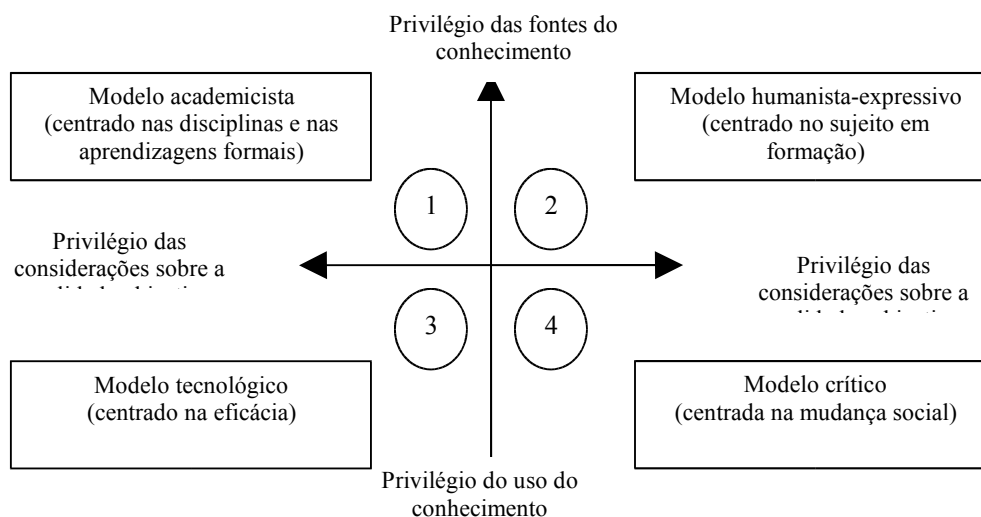 Privilégio das fontes do
conhecimento
Modelo academicista
(centrado nas disciplinas e nas
aprendizagens formais)
Modelo humanista-expressivo
(centrado no sujeito em
formação)
1
2
Privilégio das
considerações sobre a
Privilégio das
considerações sobre a
3
4
Modelo tecnológico
(centrado na eficácia)
Modelo crítico
(centrada na mudança social)
Privilégio do uso do
conhecimento